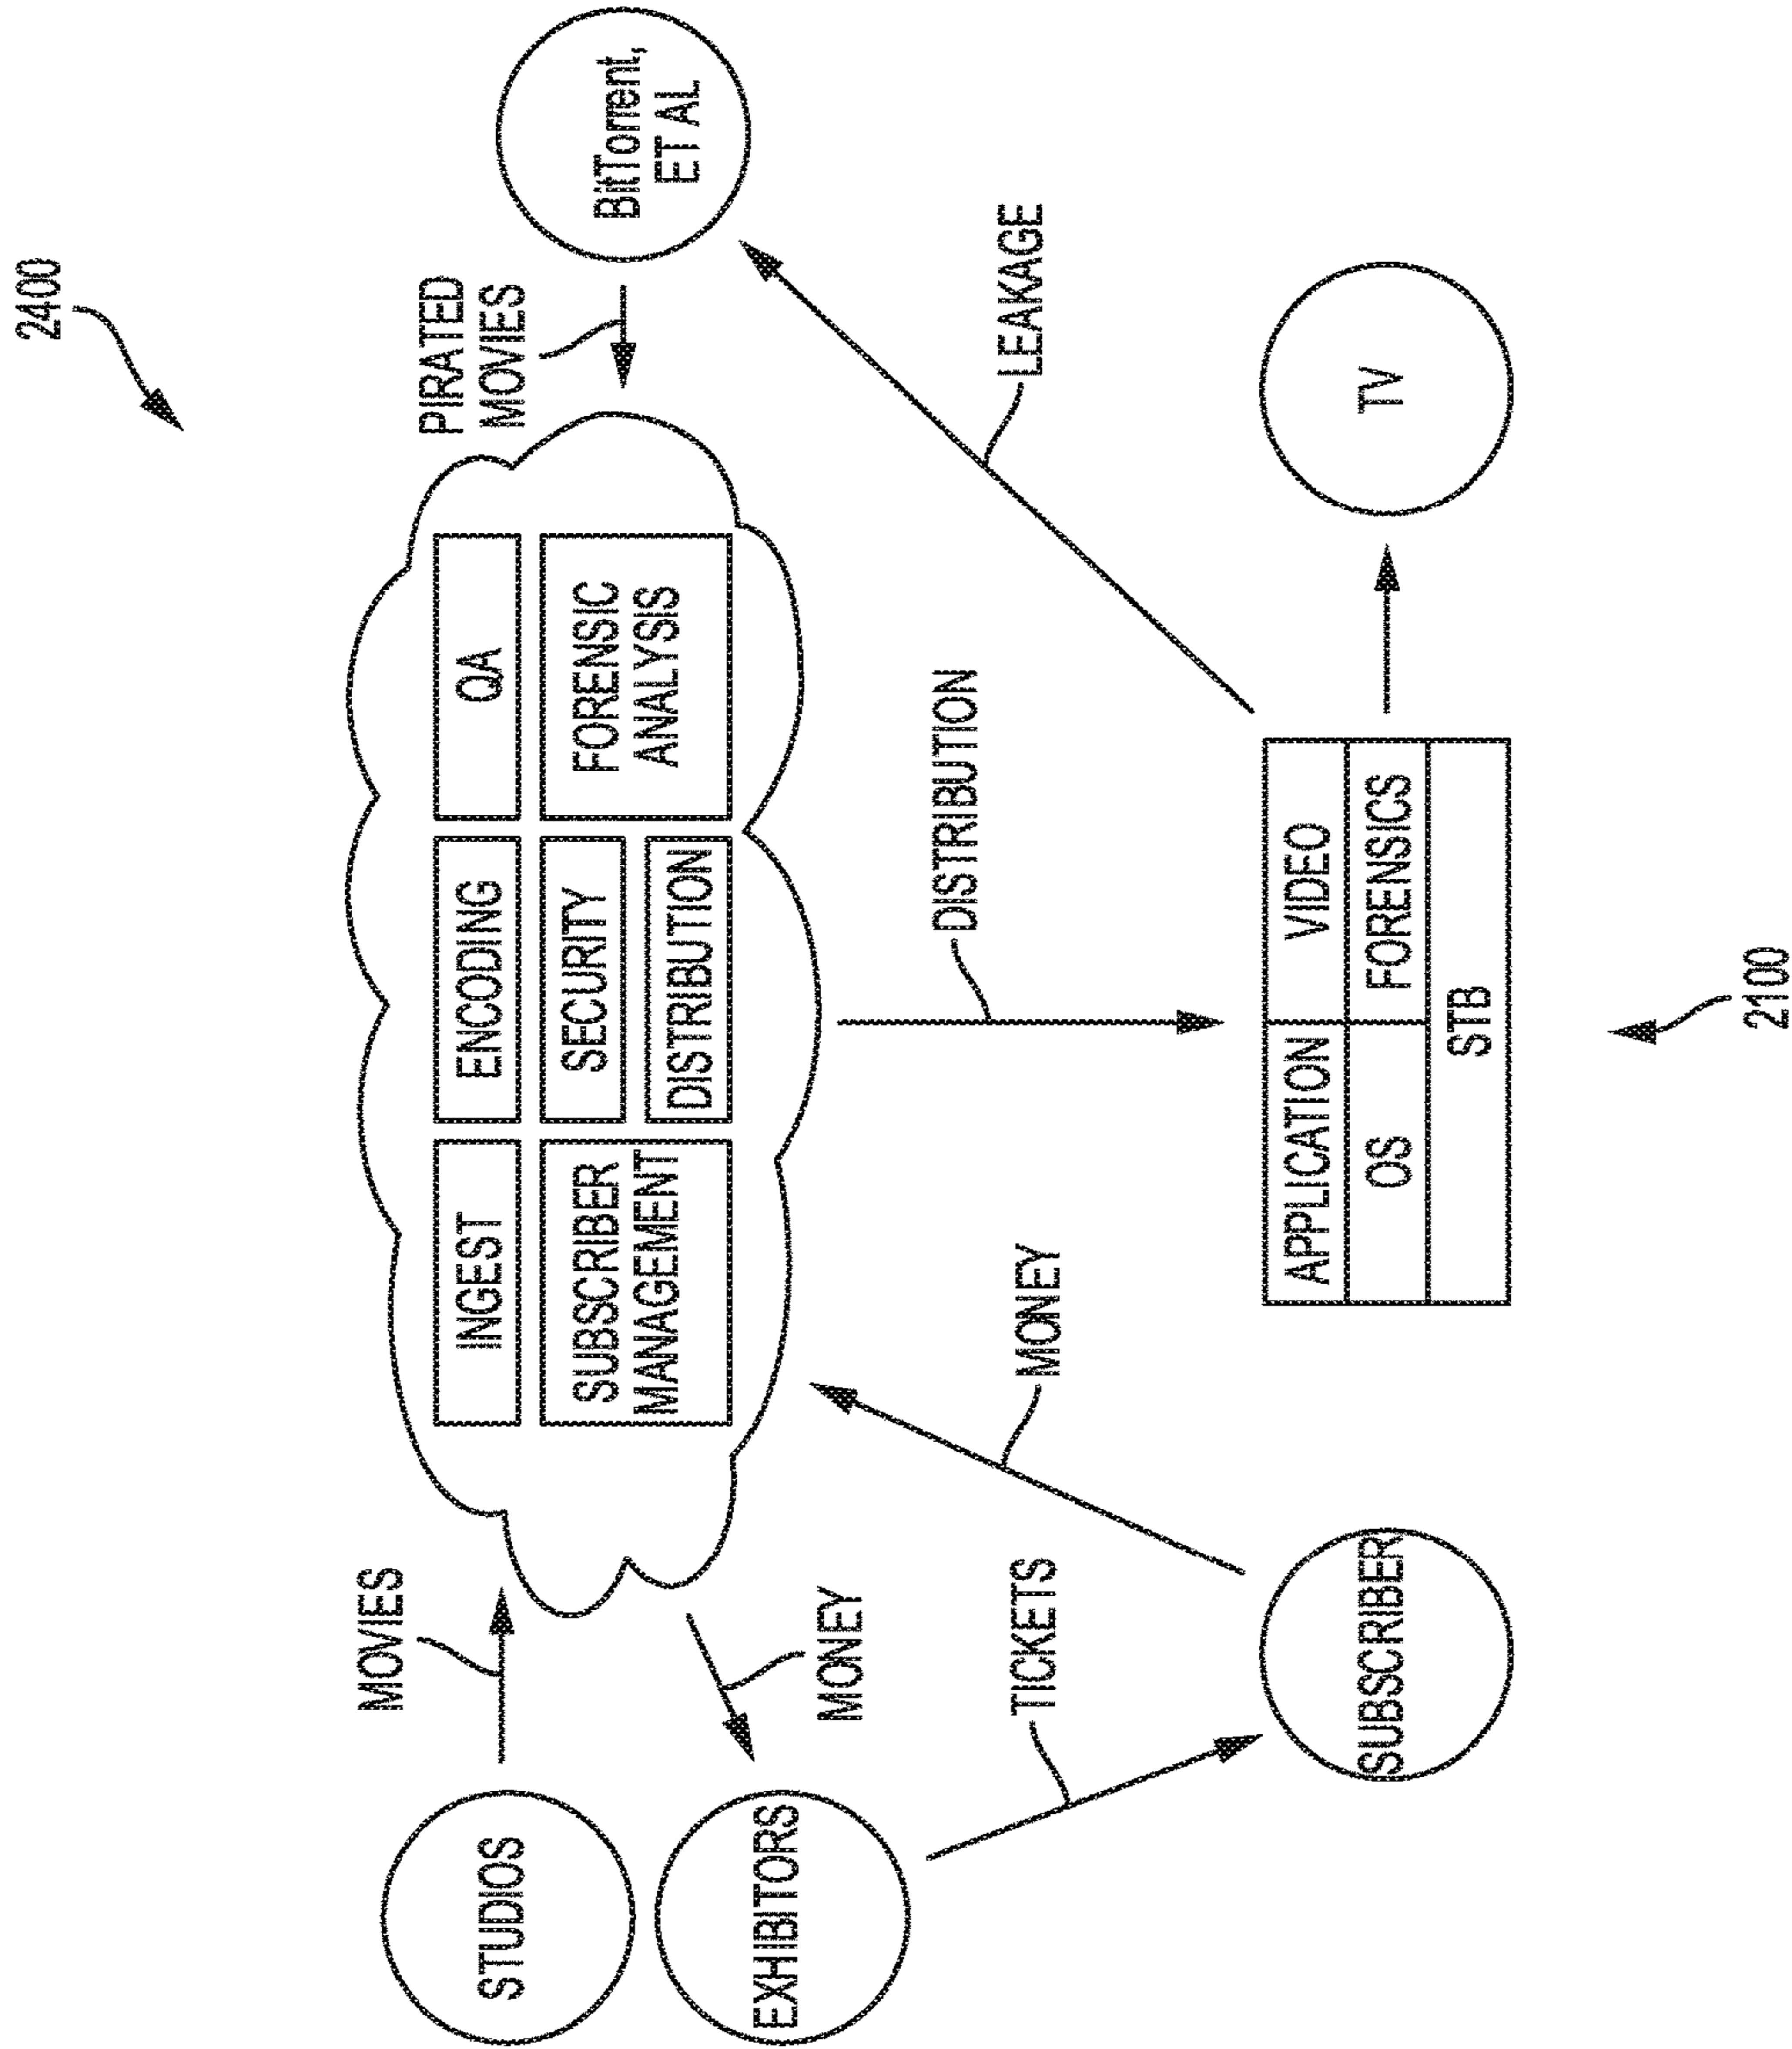 2400
MOVIES
PIRATED
MOVIES
STUDIOS
INGEST
ENCODING
QA
BitTorrent,
ET AL
SUBSCRIBER
MANAGEMENT
SECURITY
DISTRIBUTION
FORENSIC
ANALYSIS
EXHIBITORS
MONEY
TICKETS
MONEY
DISTRIBUTION
LEAKAGE
SUBSCRIBER
APPLICATION
VIDEO
OS
FORENSICS
STB
TV
2100